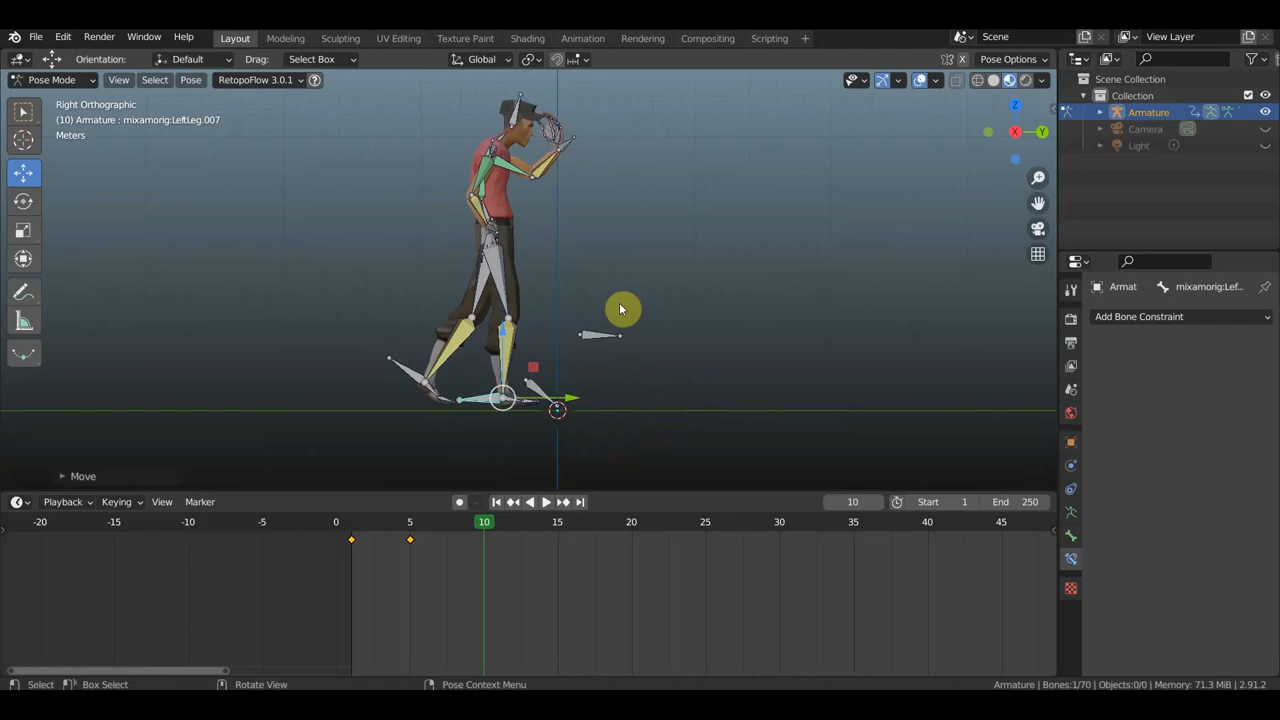 File Edit Render Window Help Layout Modeling Sculpting UV Editing Texture Paint Shading Animation Rendering Compositing Scripting + Scene View Layer
Orientation: Default Drag: Select Box Global Pose Options
Pose Mode View Select Pose RetopoFlow 3.0.1
Scene Collection
Collection
Armature
Camera
Light
Right Orthographic
(10) Armature : mixamorig:LeftLeg.007
Meters
Z
X
Y
Armat mixamorig:Lef...
Add Bone Constraint
Move
Playback Keying View Marker 10 Start 1 End 250
-20 -15 -10 -5 0 5 10 15 20 25 30 35 40 45
Select Box Select Rotate View Pose Context Menu Armature | Bones:1/70 | Objects:0/0 | Memory: 71.3 MiB | 2.91.2